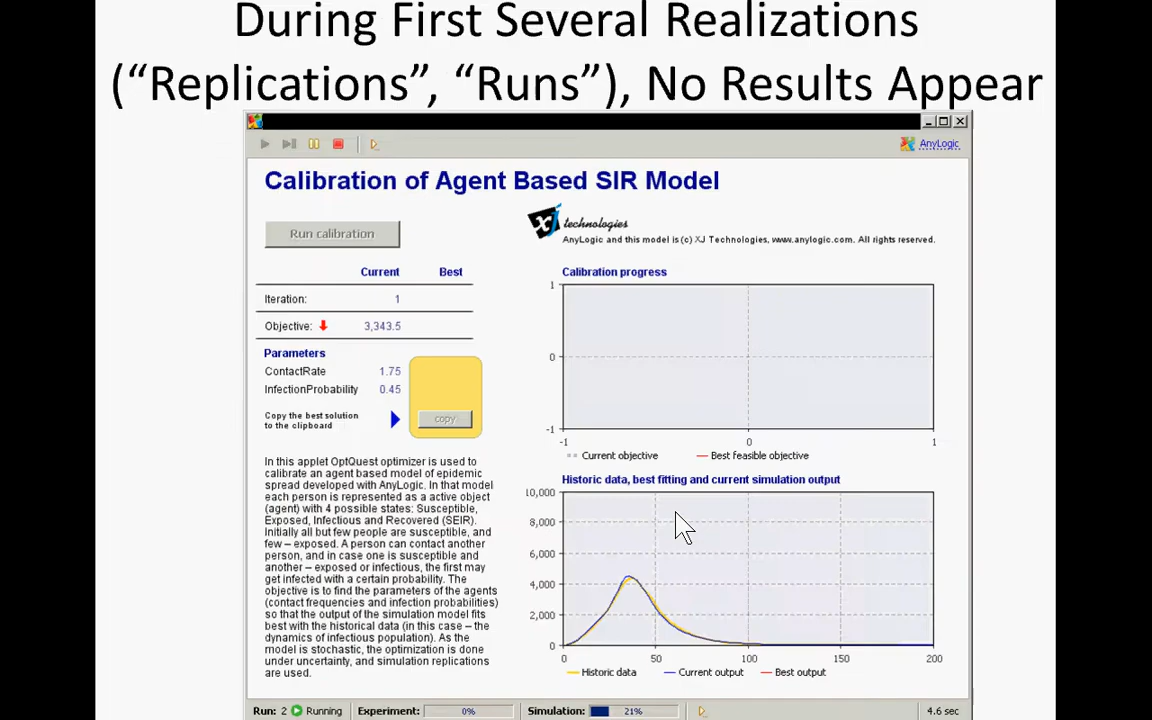 During First Several Realizations
(“Replications”, “Runs”), No Results Appear
AnyLogic
Calibration of Agent Based SIR Model
Run calibration
xj technologies
AnyLogic and this model is (c) XJ Technologies, www.anylogic.com. All rights reserved.
Current Best
Iteration: 1
Objective: 3,343.5
Parameters
ContactRate 1.75
InfectionProbability 0.45
Copy the best solution
to the clipboard
copy
In this applet OptQuest optimizer is used to
calibrate an agent based model of epidemic
spread developed with AnyLogic. In that model
each person is represented as a active object
(agent) with 4 possible states: Susceptible,
Exposed, Infectious and Recovered (SEIR).
Initially all but few people are susceptible, and
few – exposed. A person can contact another
person, and in case one is susceptible and
another – exposed or infectious, the first may
get infected with a certain probability. The
objective is to find the parameters of the agents
(contact frequencies and infection probabilities)
so that the output of the simulation model fits
best with the historical data (in this case – the
dynamics of infectious population). As the
model is stochastic, the optimization is done
under uncertainty, and simulation replications
are used.
Calibration progress
1
0
-1
-1 0 1
Current objective Best feasible objective
Historic data, best fitting and current simulation output
10,000
8,000
6,000
4,000
2,000
0
0 50 100 150 200
Historic data Current output Best output
Run: 2 Running Experiment: 0% Simulation: 21% 4.6 sec